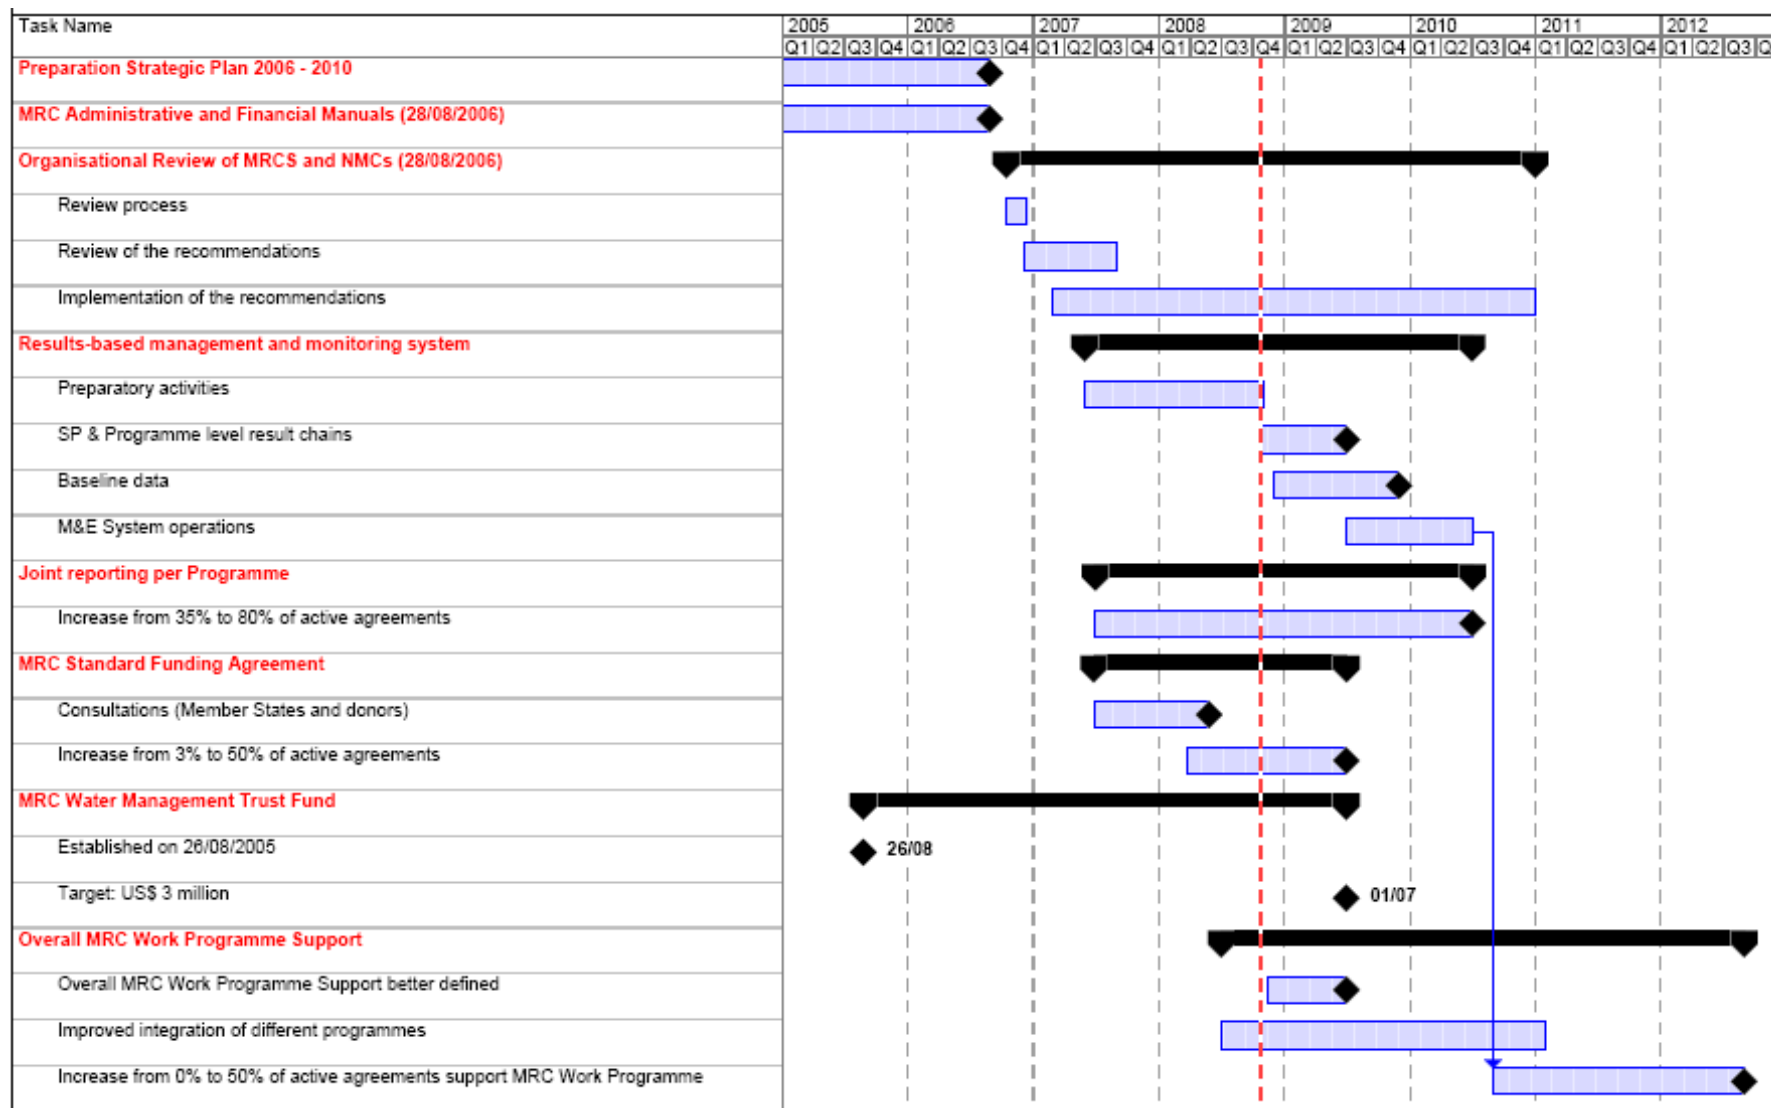 Task Name 2005 2006 2007 2008 2009 2010 2011 2012
Q1 Q2 Q3 Q4 Q1 Q2 Q3 Q4 Q1 Q2 Q3 Q4 Q1 Q2 Q3 Q4 Q1 Q2 Q3 Q4 Q1 Q2 Q3 Q4 Q1 Q2 Q3 Q4 Q1 Q2 Q3
Preparation Strategic Plan 2006 - 2010
MRC Administrative and Financial Manuals (28/08/2006)
Organisational Review of MRCS and NMCs (28/08/2006)
Review process
Review of the recommendations
Implementation of the recommendations
Results-based management and monitoring system
Preparatory activities
SP & Programme level result chains
Baseline data
M&E System operations
Joint reporting per Programme
Increase from 35% to 80% of active agreements
MRC Standard Funding Agreement
Consultations (Member States and donors)
Increase from 3% to 50% of active agreements
MRC Water Management Trust Fund
Established on 26/08/2005 26/08
Target: US$ 3 million 01/07
Overall MRC Work Programme Support
Overall MRC Work Programme Support better defined
Improved integration of different programmes
Increase from 0% to 50% of active agreements support MRC Work Programme